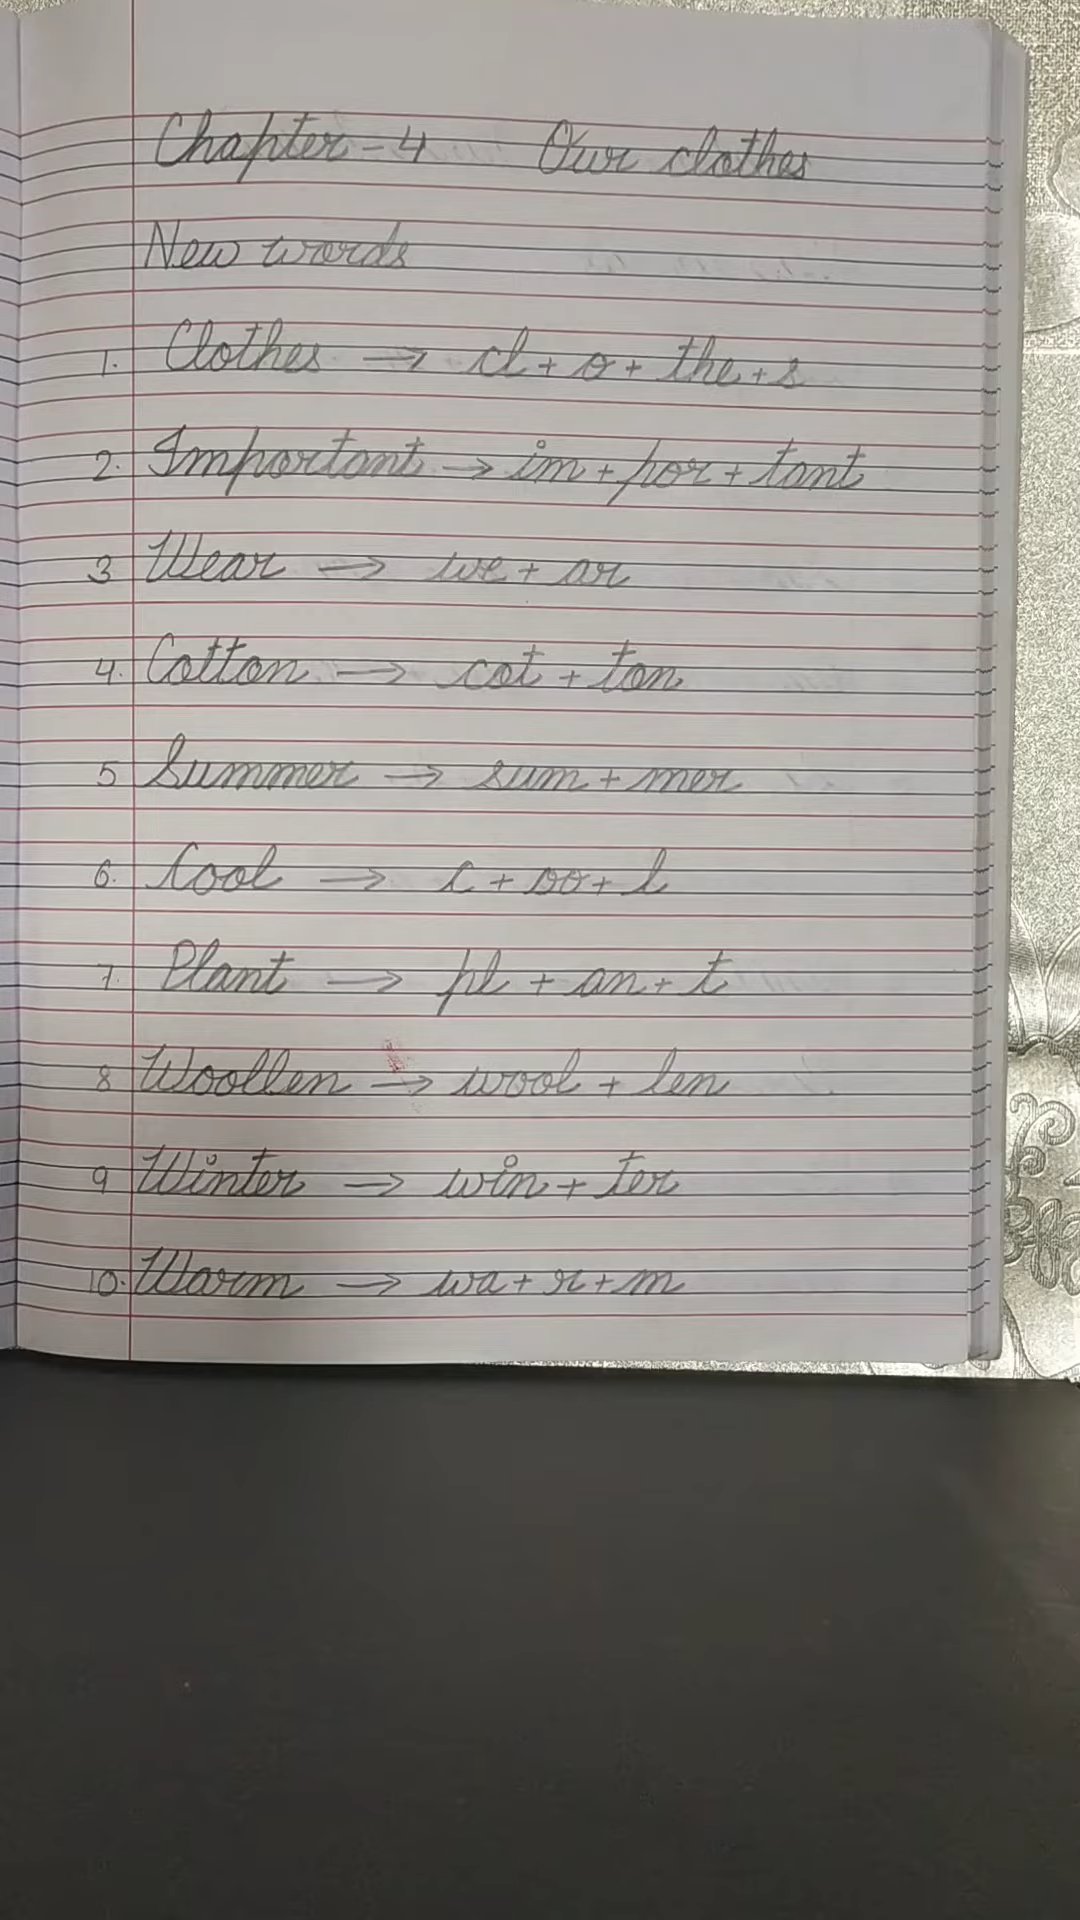 Chapter - 4 Our clothes
New words
1. Clothes → cl + o + the + s
2. Important → im + por + tant
3 Wear → we + ar
4. Cotton → cot + ton
5 Summer → sum + mer
6. Cool → c + oo + l
7. Plant → pl + an + t
8 Woollen → wool + len
9 Winter → win + ter
10. Warm → wa + r + m